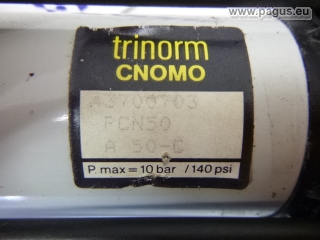 www.pagus.eu
trinorm
CNOMO
43700703
PCN50
A 50-C
P. max = 10 bar / 140 psi